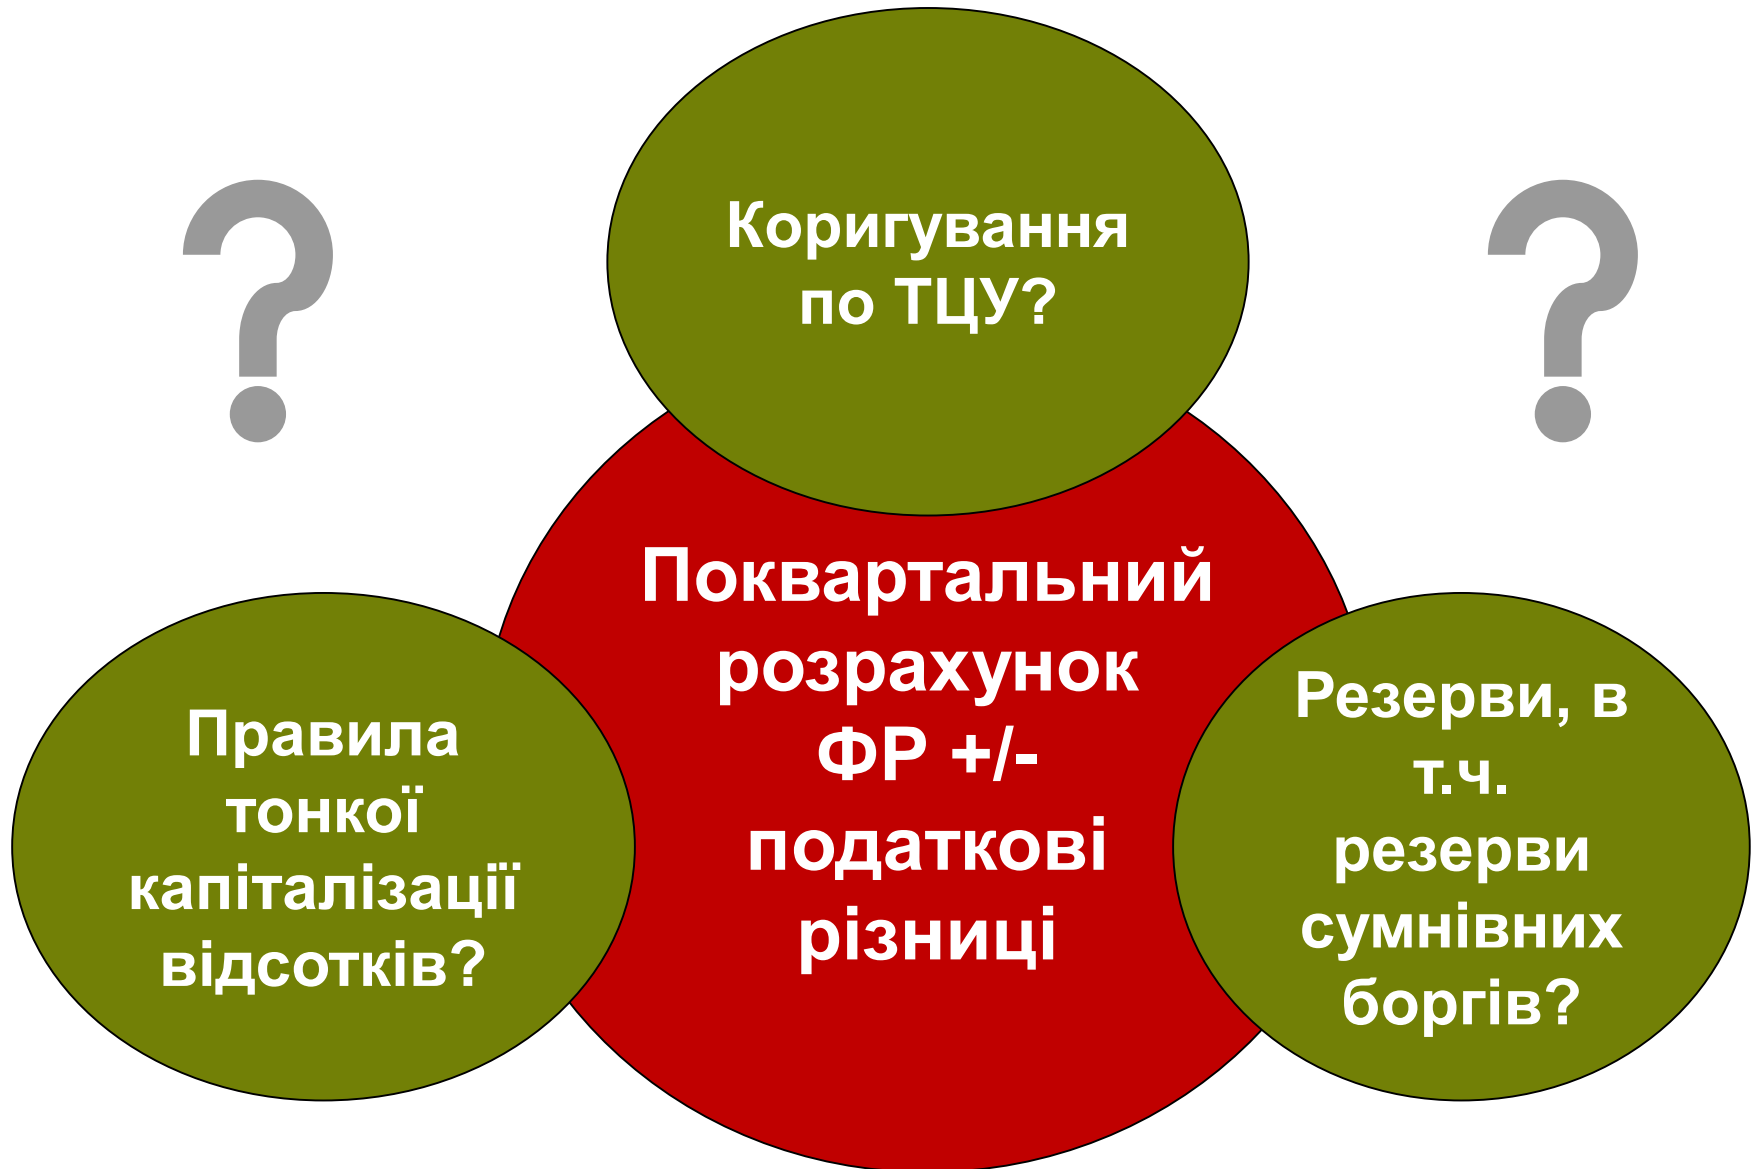 Коригування
по ТЦУ?
Поквартальний
розрахунок
ФР +/-
податкові
різниці
Правила
тонкої
капіталізації
відсотків?
Резерви, в
т.ч.
резерви
сумнівних
боргів?